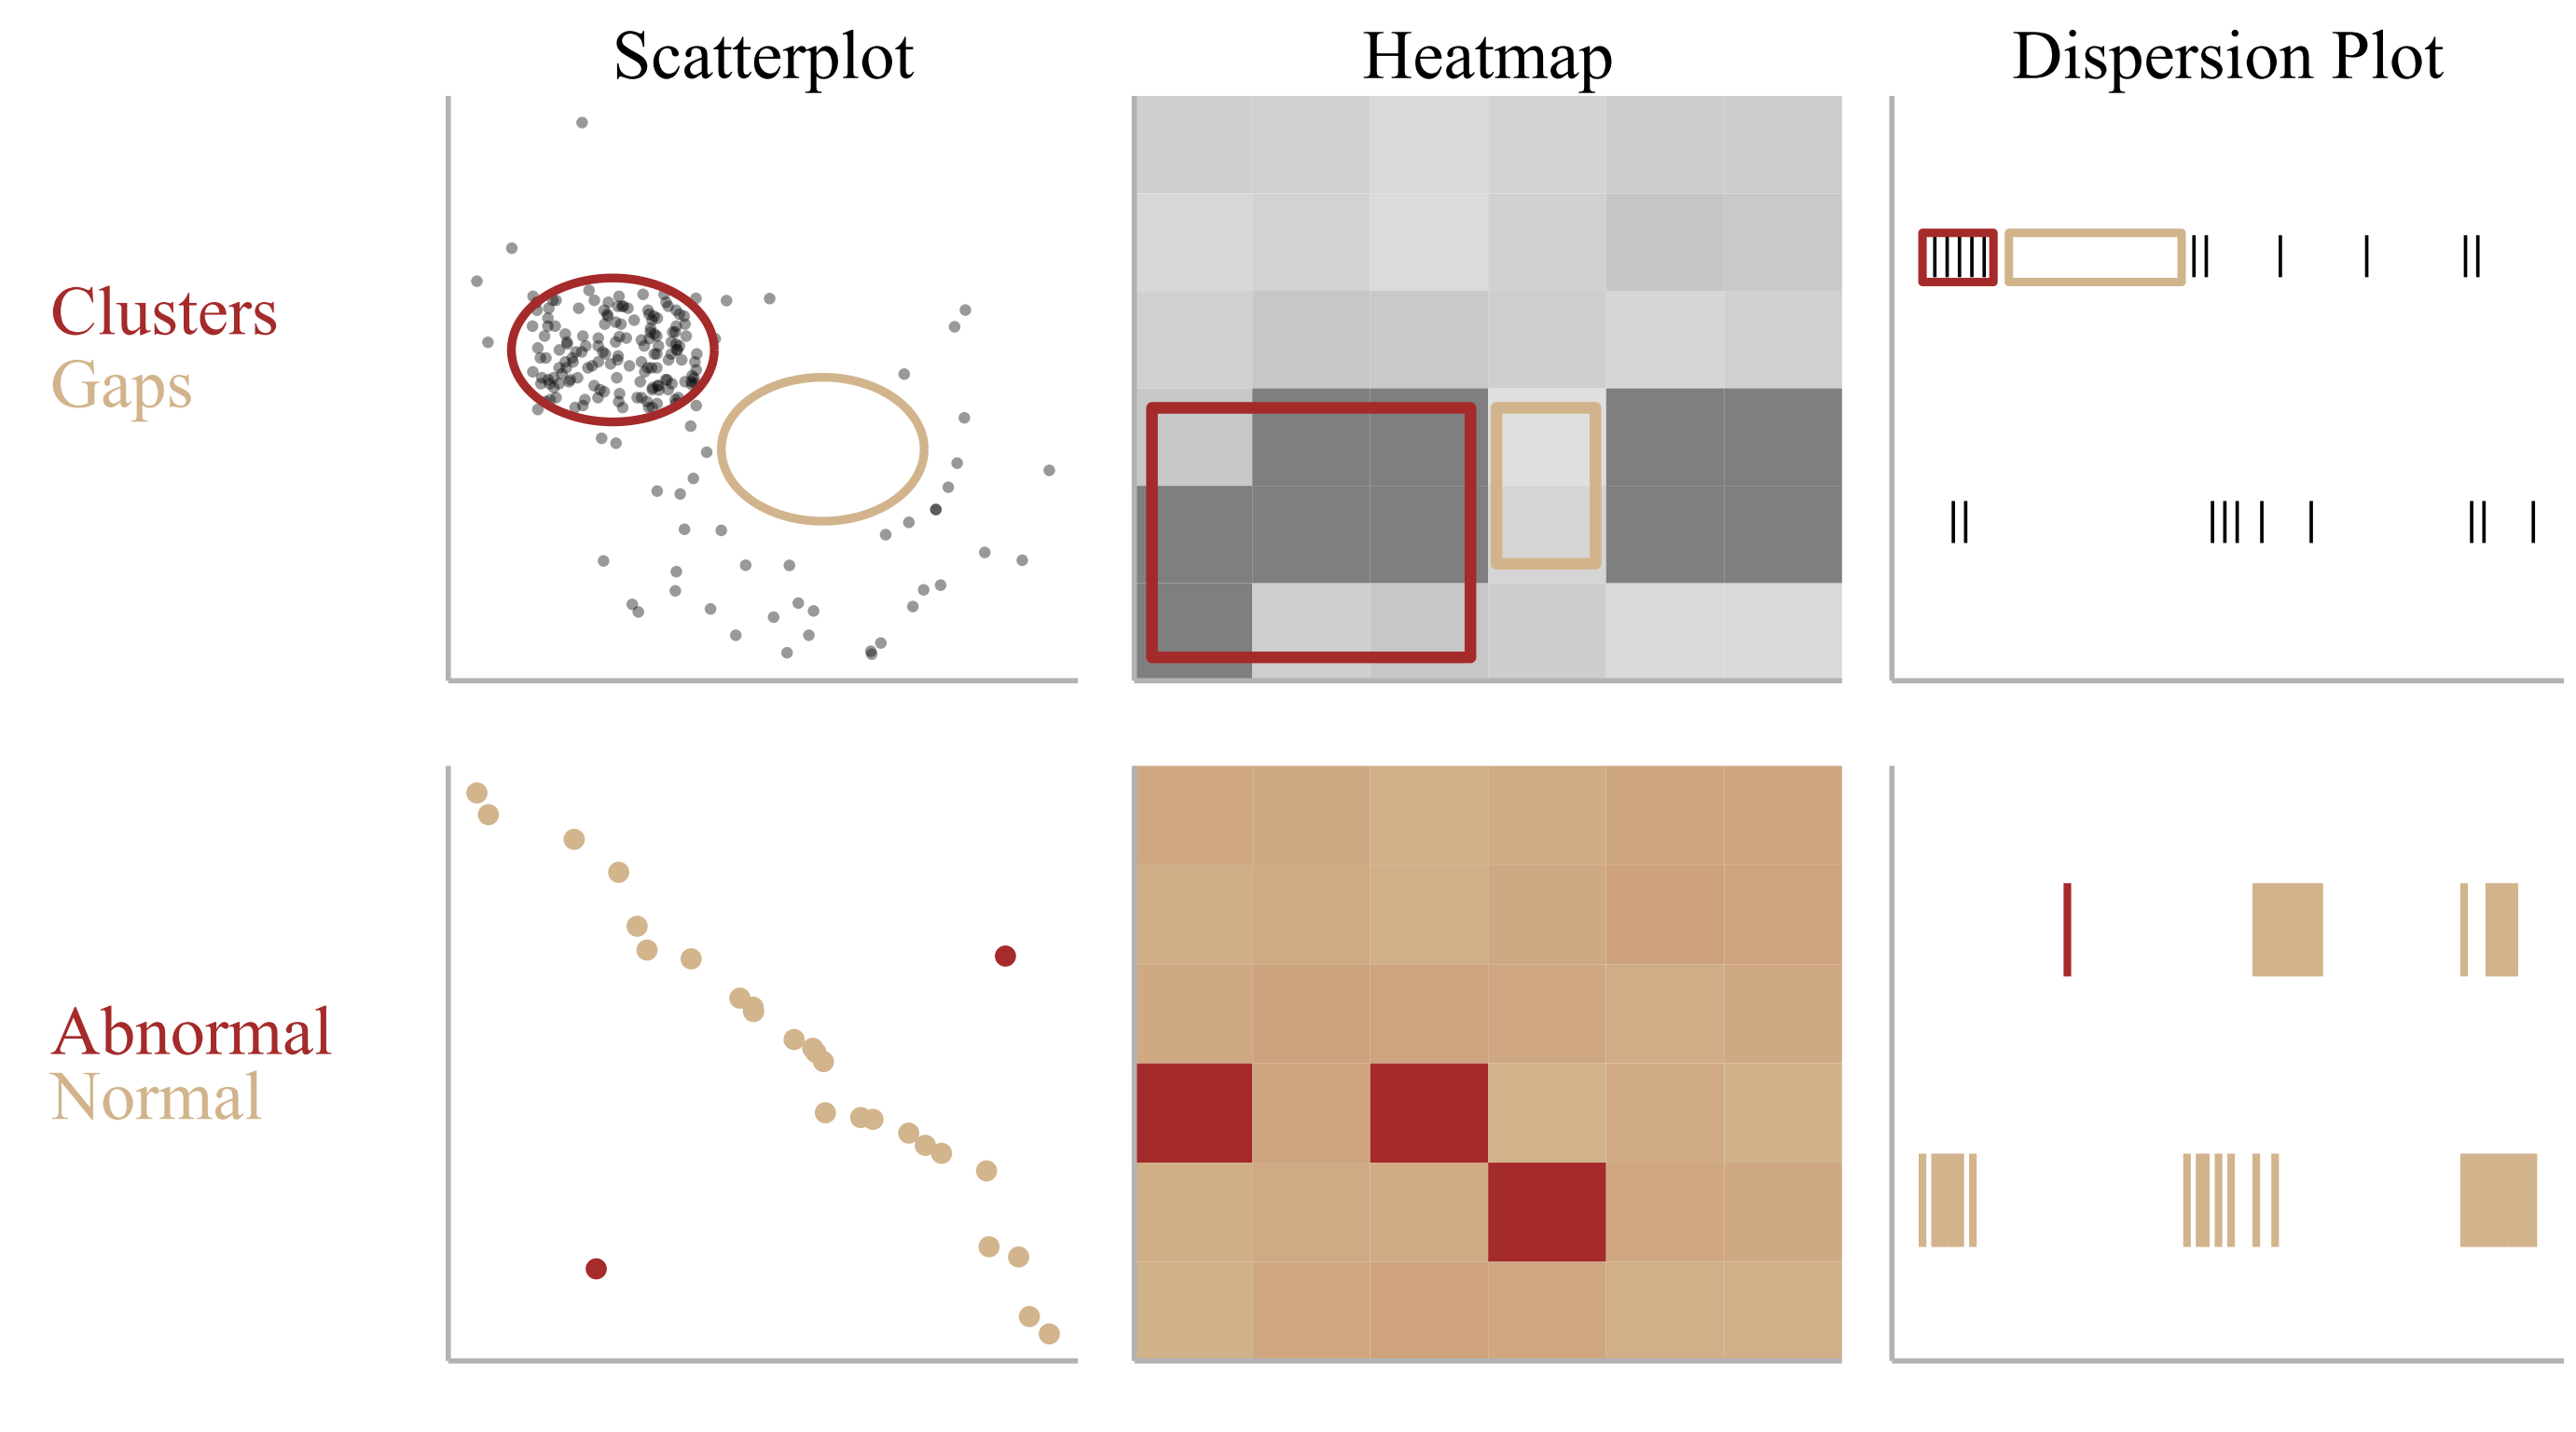 Scatterplot
Heatmap
Dispersion Plot
Clusters
Gaps
Abnormal
Normal